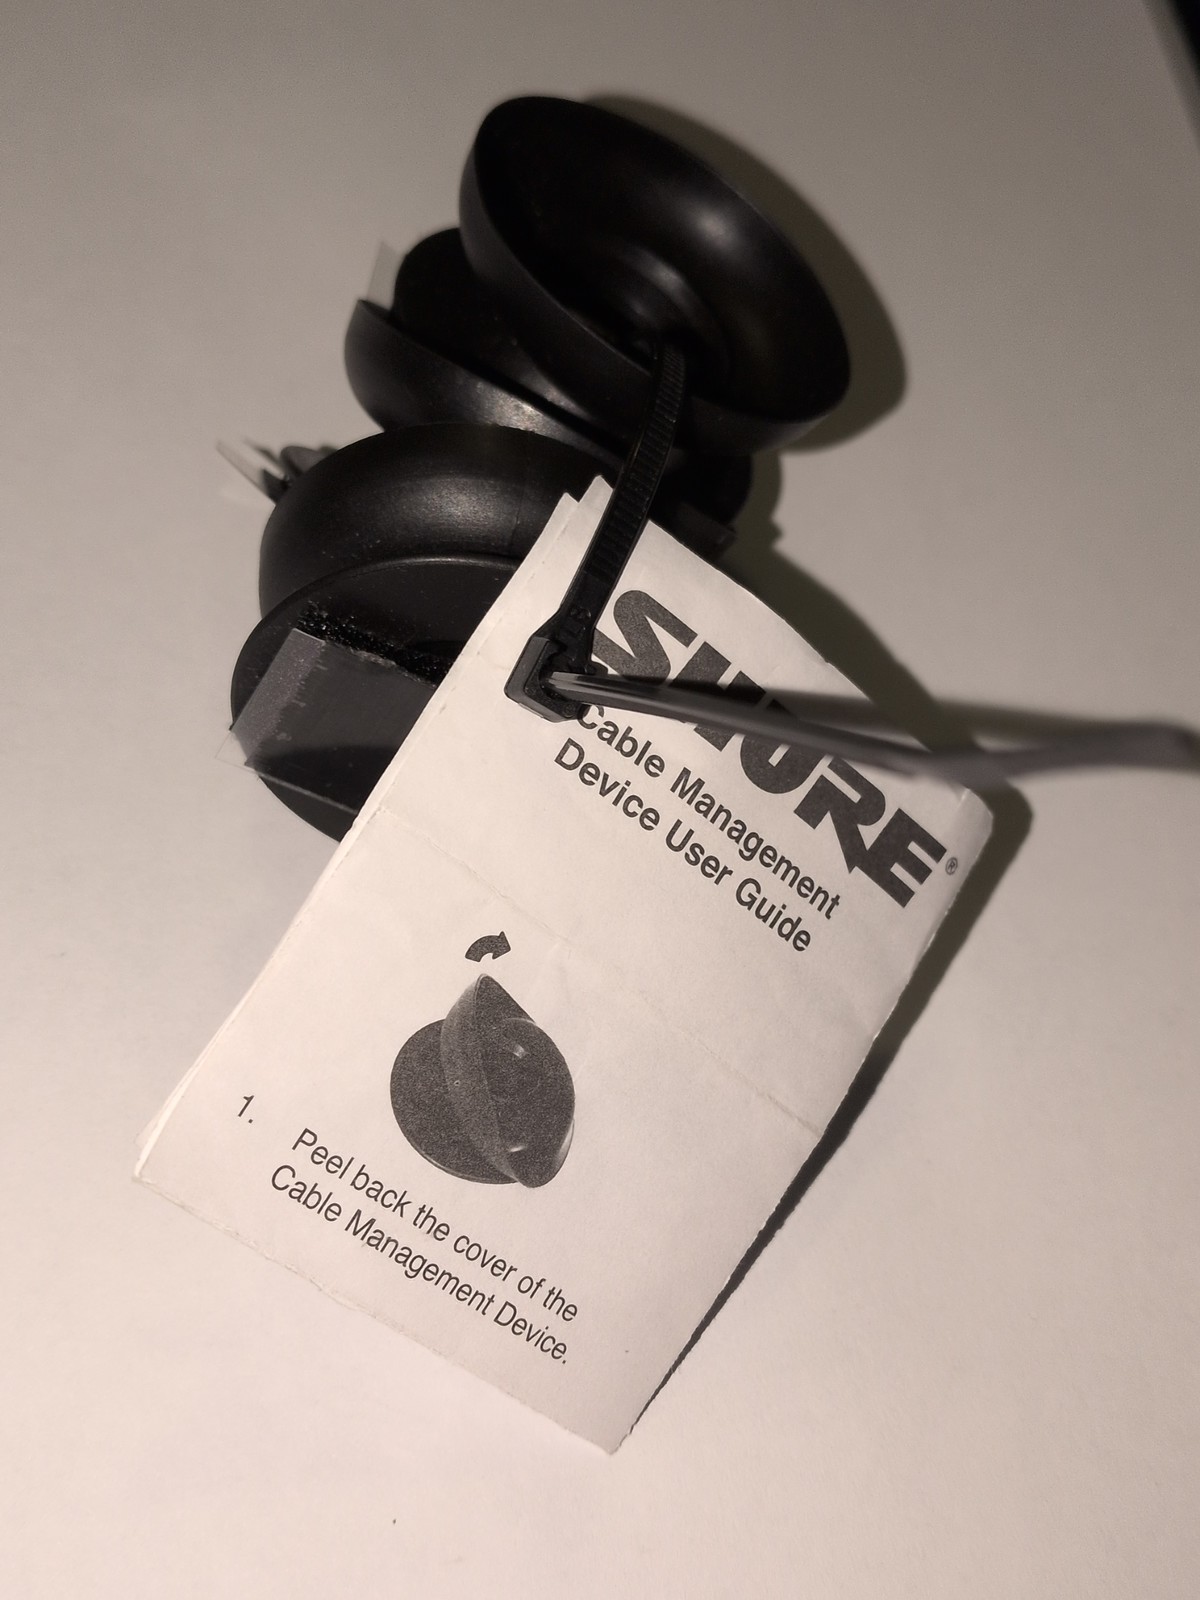 SHURE®
Cable Management
Device User Guide
1.
Peel back the cover of the
Cable Management Device.